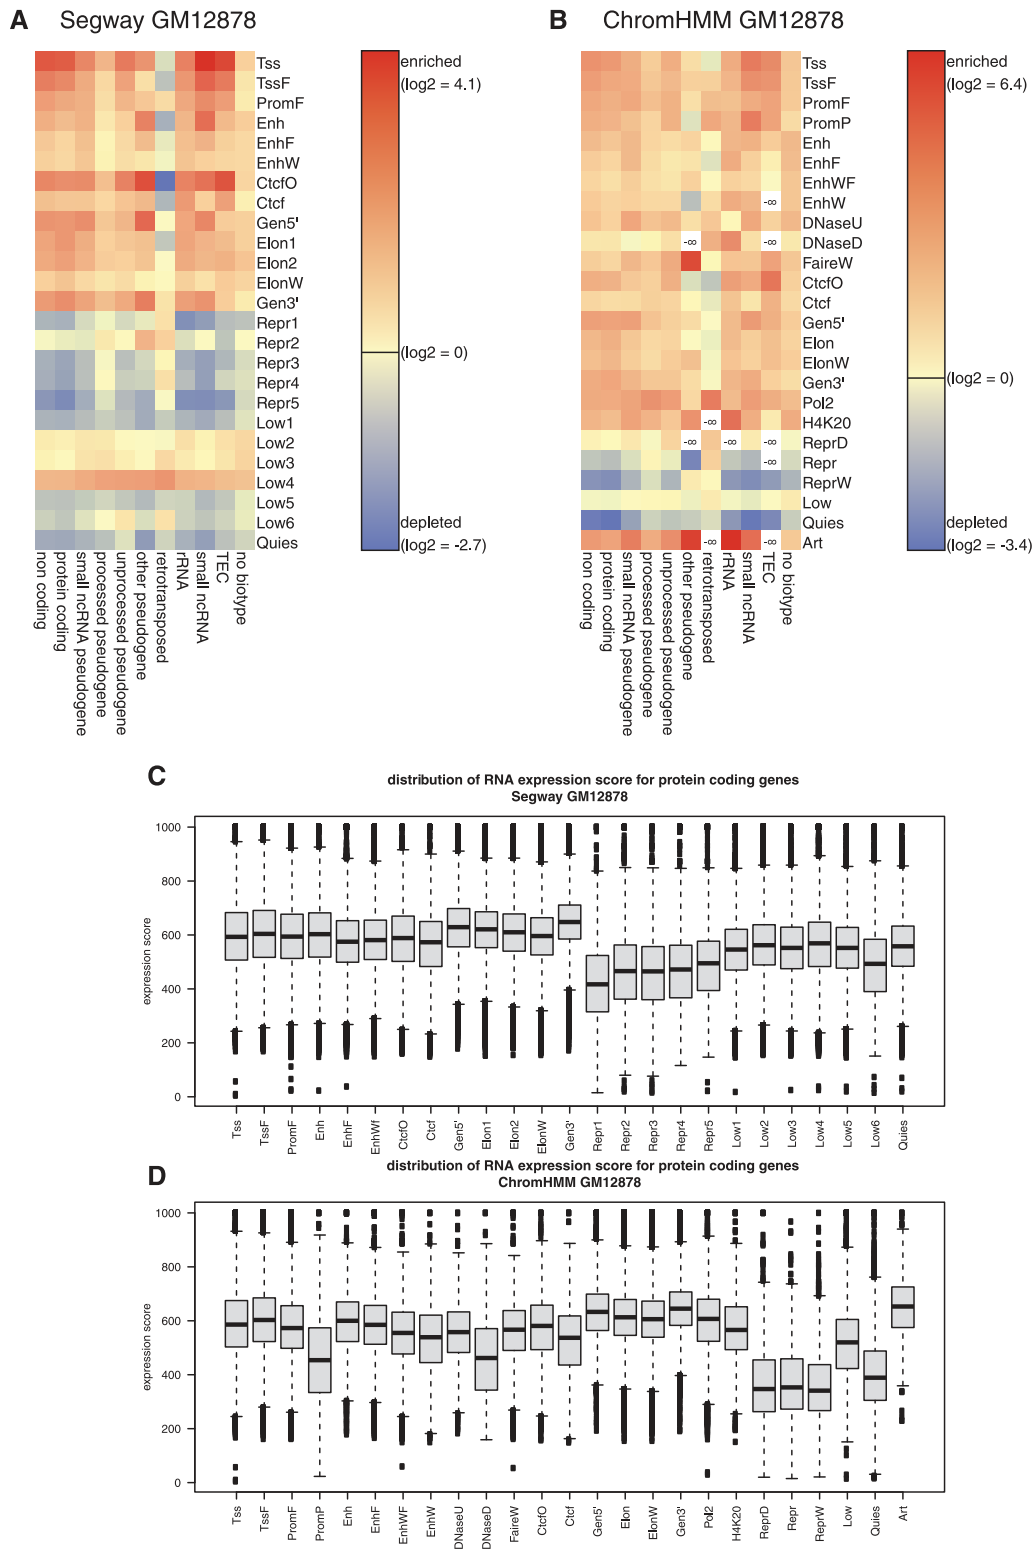 A Segway GM12878
B ChromHMM GM12878
Tss
TssF
PromF
Enh
EnhF
EnhW
CtcfO
Ctcf
Gen5'
Elon1
Elon2
ElonW
Gen3'
Repr1
Repr2
Repr3
Repr4
Repr5
Low1
Low2
Low3
Low4
Low5
Low6
Quies
non coding
protein coding
small ncRNA pseudogene
processed pseudogene
unprocessed pseudogene
other pseudogene
retrotransposed
rRNA
small ncRNA
TEC
no biotype
enriched
(log2 = 4.1)
(log2 = 0)
depleted
(log2 = -2.7)
-∞
-∞ -∞
-∞
-∞ -∞ -∞
-∞
-∞ -∞
Tss
TssF
PromF
PromP
Enh
EnhF
EnhWF
EnhW
DNaseU
DNaseD
FaireW
CtcfO
Ctcf
Gen5'
Elon
ElonW
Gen3'
Pol2
H4K20
ReprD
Repr
ReprW
Low
Quies
Art
non coding
protein coding
small ncRNA pseudogene
processed pseudogene
unprocessed pseudogene
other pseudogene
retrotransposed
rRNA
small ncRNA
TEC
no biotype
enriched
(log2 = 6.4)
(log2 = 0)
depleted
(log2 = -3.4)
C
distribution of RNA expression score for protein coding genes
Segway GM12878
expression score
1000
800
600
400
200
0
Tss TssF PromF Enh EnhF EnhWf CtcfO Ctcf Gen5' Elon1 Elon2 ElonW Gen3' Repr1 Repr2 Repr3 Repr4 Repr5 Low1 Low2 Low3 Low4 Low5 Low6 Quies
D
distribution of RNA expression score for protein coding genes
ChromHMM GM12878
expression score
1000
800
600
400
200
0
Tss TssF PromF PromP Enh EnhF EnhWF EnhW DNaseU DNaseD FaireW CtcfO Ctcf Gen5' Elon ElonW Gen3' Pol2 H4K20 ReprD Repr ReprW Low Quies Art